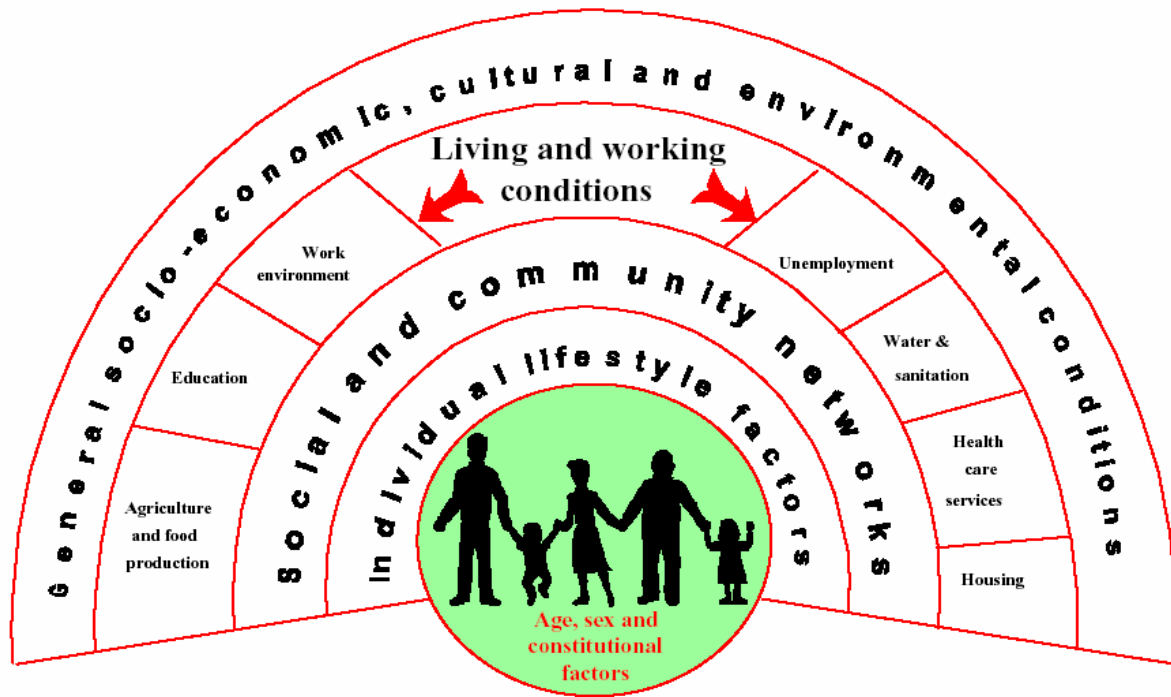 General socio-economic, cultural and environmental conditions
Living and working
conditions
Work
environment
Unemployment
Education
Water &
sanitation
Agriculture
and food
production
Health
care
services
Housing
Social and community networks
Individual lifestyle factors
Age, sex and
constitutional
factors